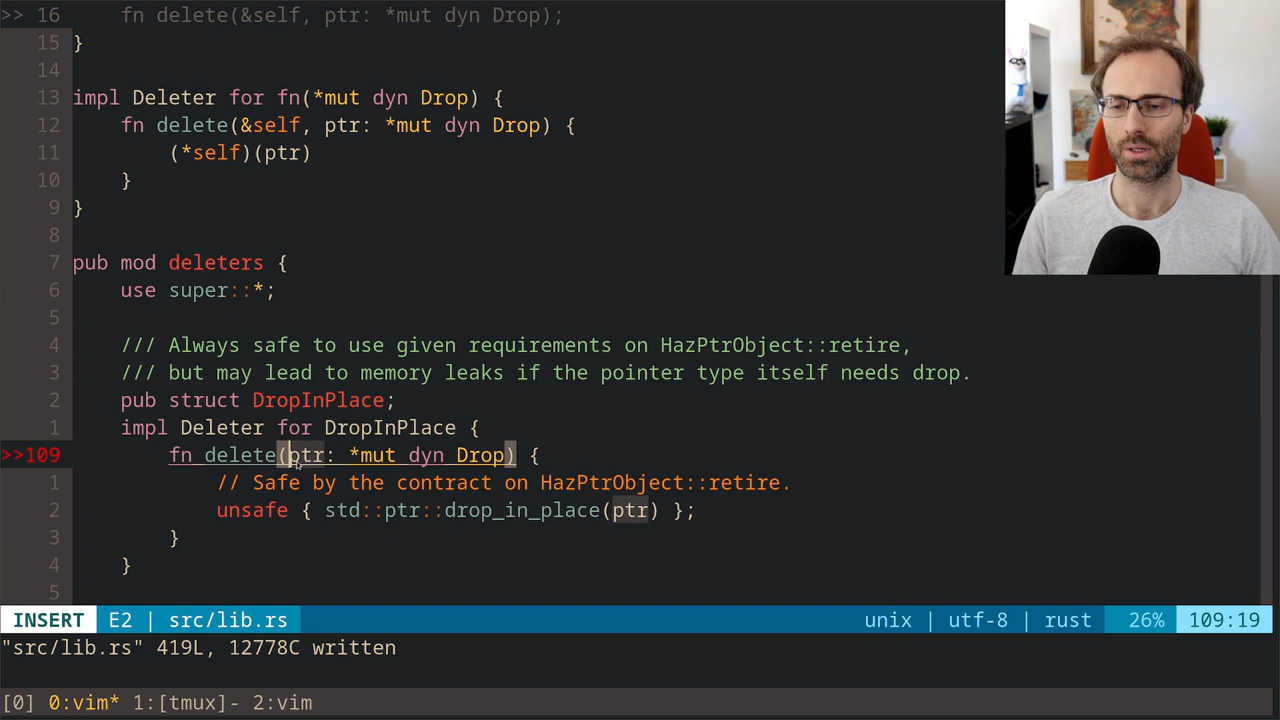 >> 16 fn delete(&self, ptr: *mut dyn Drop);
15 }
14
13 impl Deleter for fn(*mut dyn Drop) {
12 fn delete(&self, ptr: *mut dyn Drop) {
11 (*self)(ptr)
10 }
9 }
8
7 pub mod deleters {
6 use super::*;
5
4 /// Always safe to use given requirements on HazPtrObject::retire,
3 /// but may lead to memory leaks if the pointer type itself needs drop.
2 pub struct DropInPlace;
1 impl Deleter for DropInPlace {
>>109 fn delete(ptr: *mut dyn Drop) {
1 // Safe by the contract on HazPtrObject::retire.
2 unsafe { std::ptr::drop_in_place(ptr) };
3 }
4 }
5
INSERT E2 | src/lib.rs unix | utf-8 | rust 26% 109:19
"src/lib.rs" 419L, 12778C written
[0] 0:vim* 1:[tmux]- 2:vim